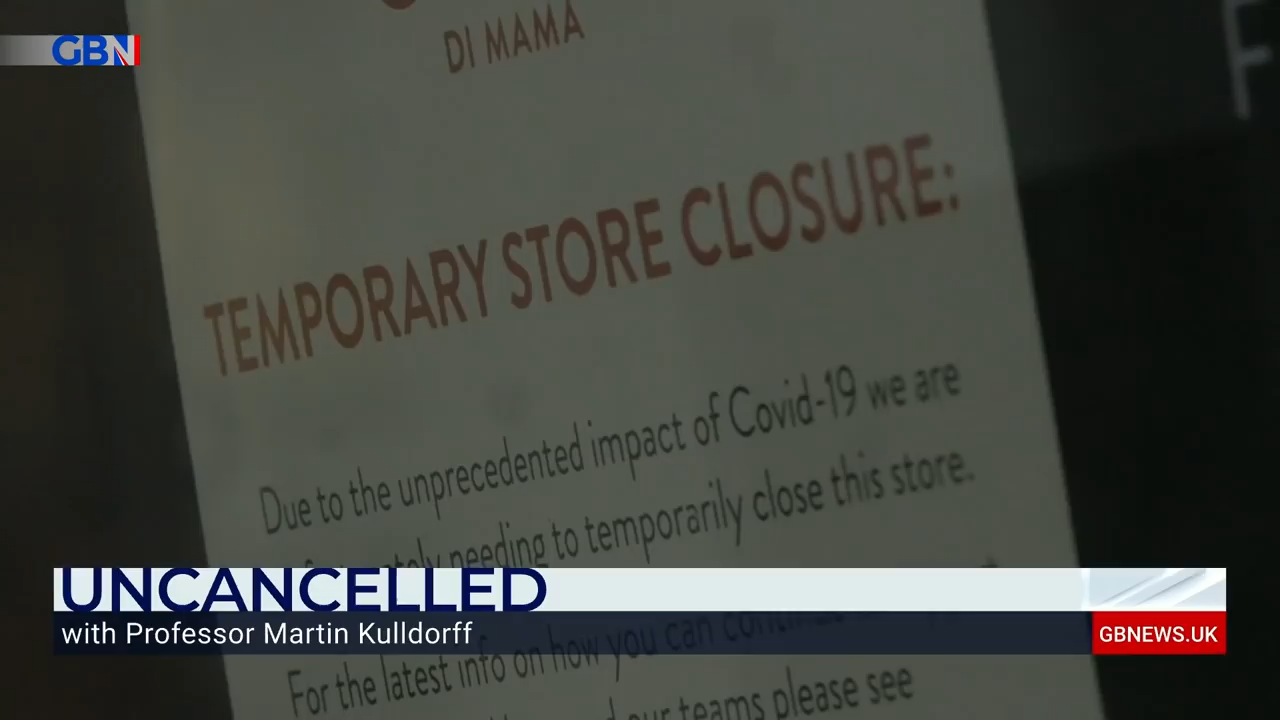 GBN
DI MAMA
F
TEMPORARY STORE CLOSURE:
Due to the unprecedented impact of Covid-19 we are
needing to temporarily close this store.
UNCANCELLED
with Professor Martin Kulldorff
GBNEWS.UK
For the latest info on how you can
our teams please see